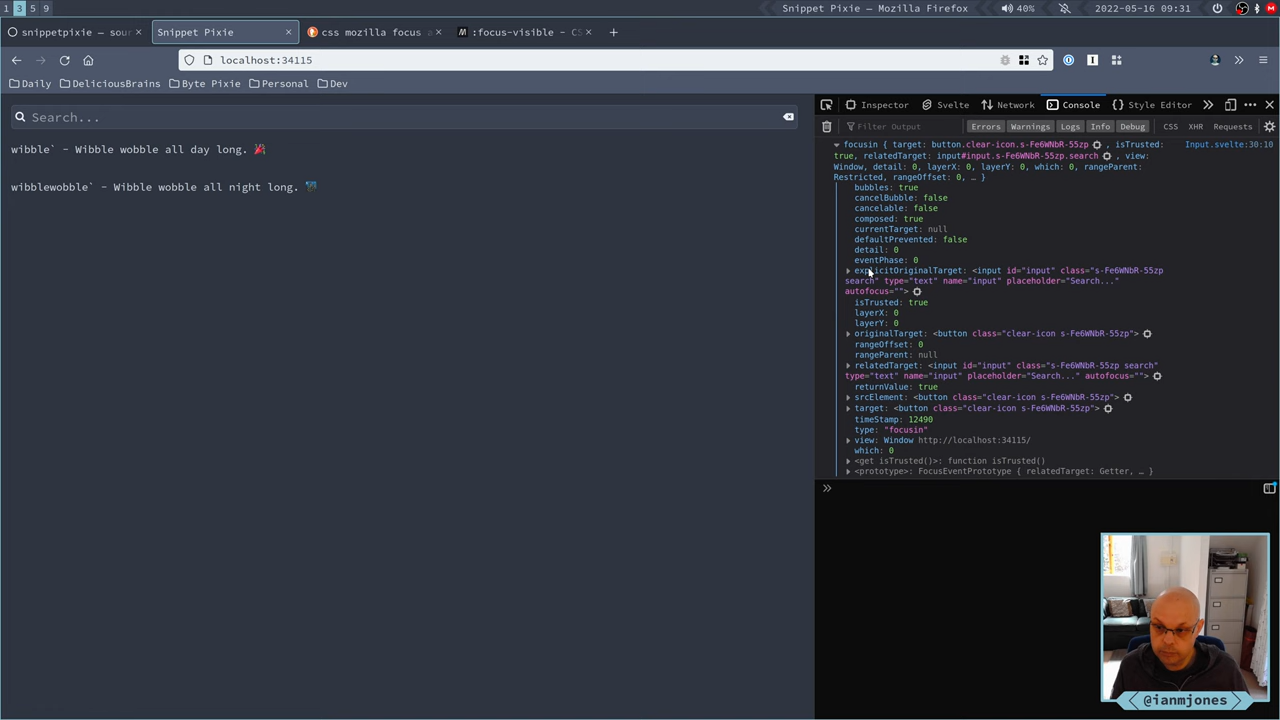 1 3 5 9 Snippet Pixie — Mozilla Firefox 40% 2022-05-16 09:31
snippetpixie — sour Snippet Pixie css mozilla focus a :focus-visible - CS
localhost:34115
Daily DeliciousBrains Byte Pixie Personal Dev
Search...
wibble` - Wibble wobble all day long.
wibblewobble` - Wibble wobble all night long.
Inspector Svelte Network Console Style Editor
Filter Output Errors Warnings Logs Info Debug CSS XHR Requests
focusin { target: button.clear-icon.s-Fe6WNbR-55zp , isTrusted: Input.svelte:30:10
true, relatedTarget: input#input.s-Fe6WNbR-55zp.search , view:
Window, detail: 0, layerX: 0, layerY: 0, which: 0, rangeParent:
Restricted, rangeOffset: 0, … }
bubbles: true
cancelBubble: false
cancelable: false
composed: true
currentTarget: null
defaultPrevented: false
detail: 0
eventPhase: 0
explicitOriginalTarget: <input id="input" class="s-Fe6WNbR-55zp
search" type="text" name="input" placeholder="Search..."
autofocus="">
isTrusted: true
layerX: 0
layerY: 0
originalTarget: <button class="clear-icon s-Fe6WNbR-55zp">
rangeOffset: 0
rangeParent: null
relatedTarget: <input id="input" class="s-Fe6WNbR-55zp search"
type="text" name="input" placeholder="Search..." autofocus="">
returnValue: true
srcElement: <button class="clear-icon s-Fe6WNbR-55zp">
target: <button class="clear-icon s-Fe6WNbR-55zp">
timeStamp: 12490
type: "focusin"
view: Window http://localhost:34115/
which: 0
<get isTrusted()>: function isTrusted()
<prototype>: FocusEventPrototype { relatedTarget: Getter, … }
@ianmjones